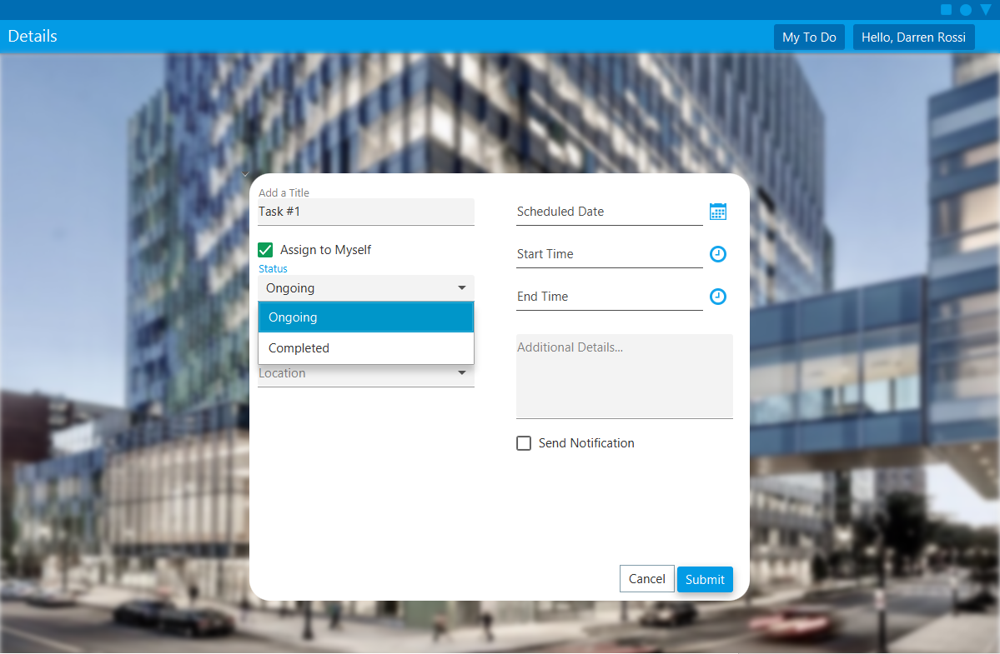 Details
My To Do
Hello, Darren Rossi
Add a Title
Task #1
Assign to Myself
Status
Ongoing
Ongoing
Completed
Location
Scheduled Date
Start Time
End Time
Additional Details...
Send Notification
Cancel
Submit